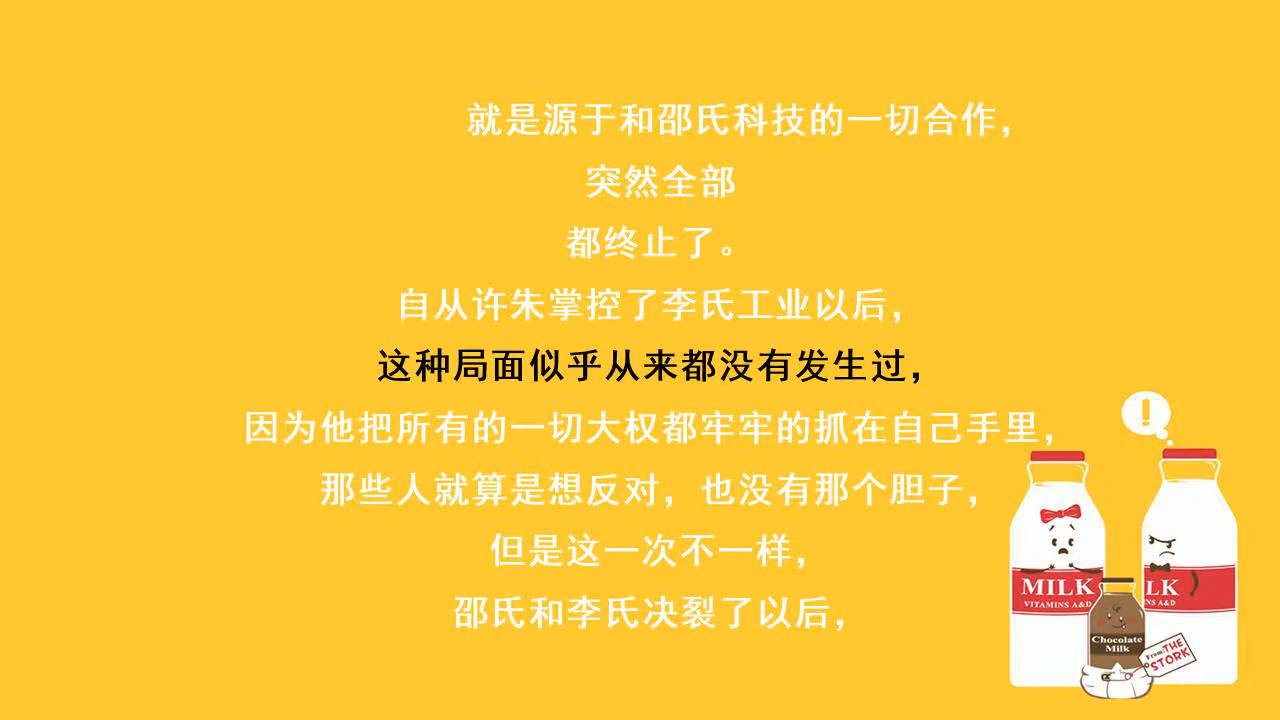 就是源于和邵氏科技的一切合作，
突然全部
都终止了。
自从许朱掌控了李氏工业以后，
这种局面似乎从来都没有发生过，
因为他把所有的一切大权都牢牢的抓在自己手里，
那些人就算是想反对，也没有那个胆子，
但是这一次不一样，
邵氏和李氏决裂了以后，
!
MILK
VITAMINS A&D
LK
NS A&D
Chocolate
Milk
From: THE
STORK